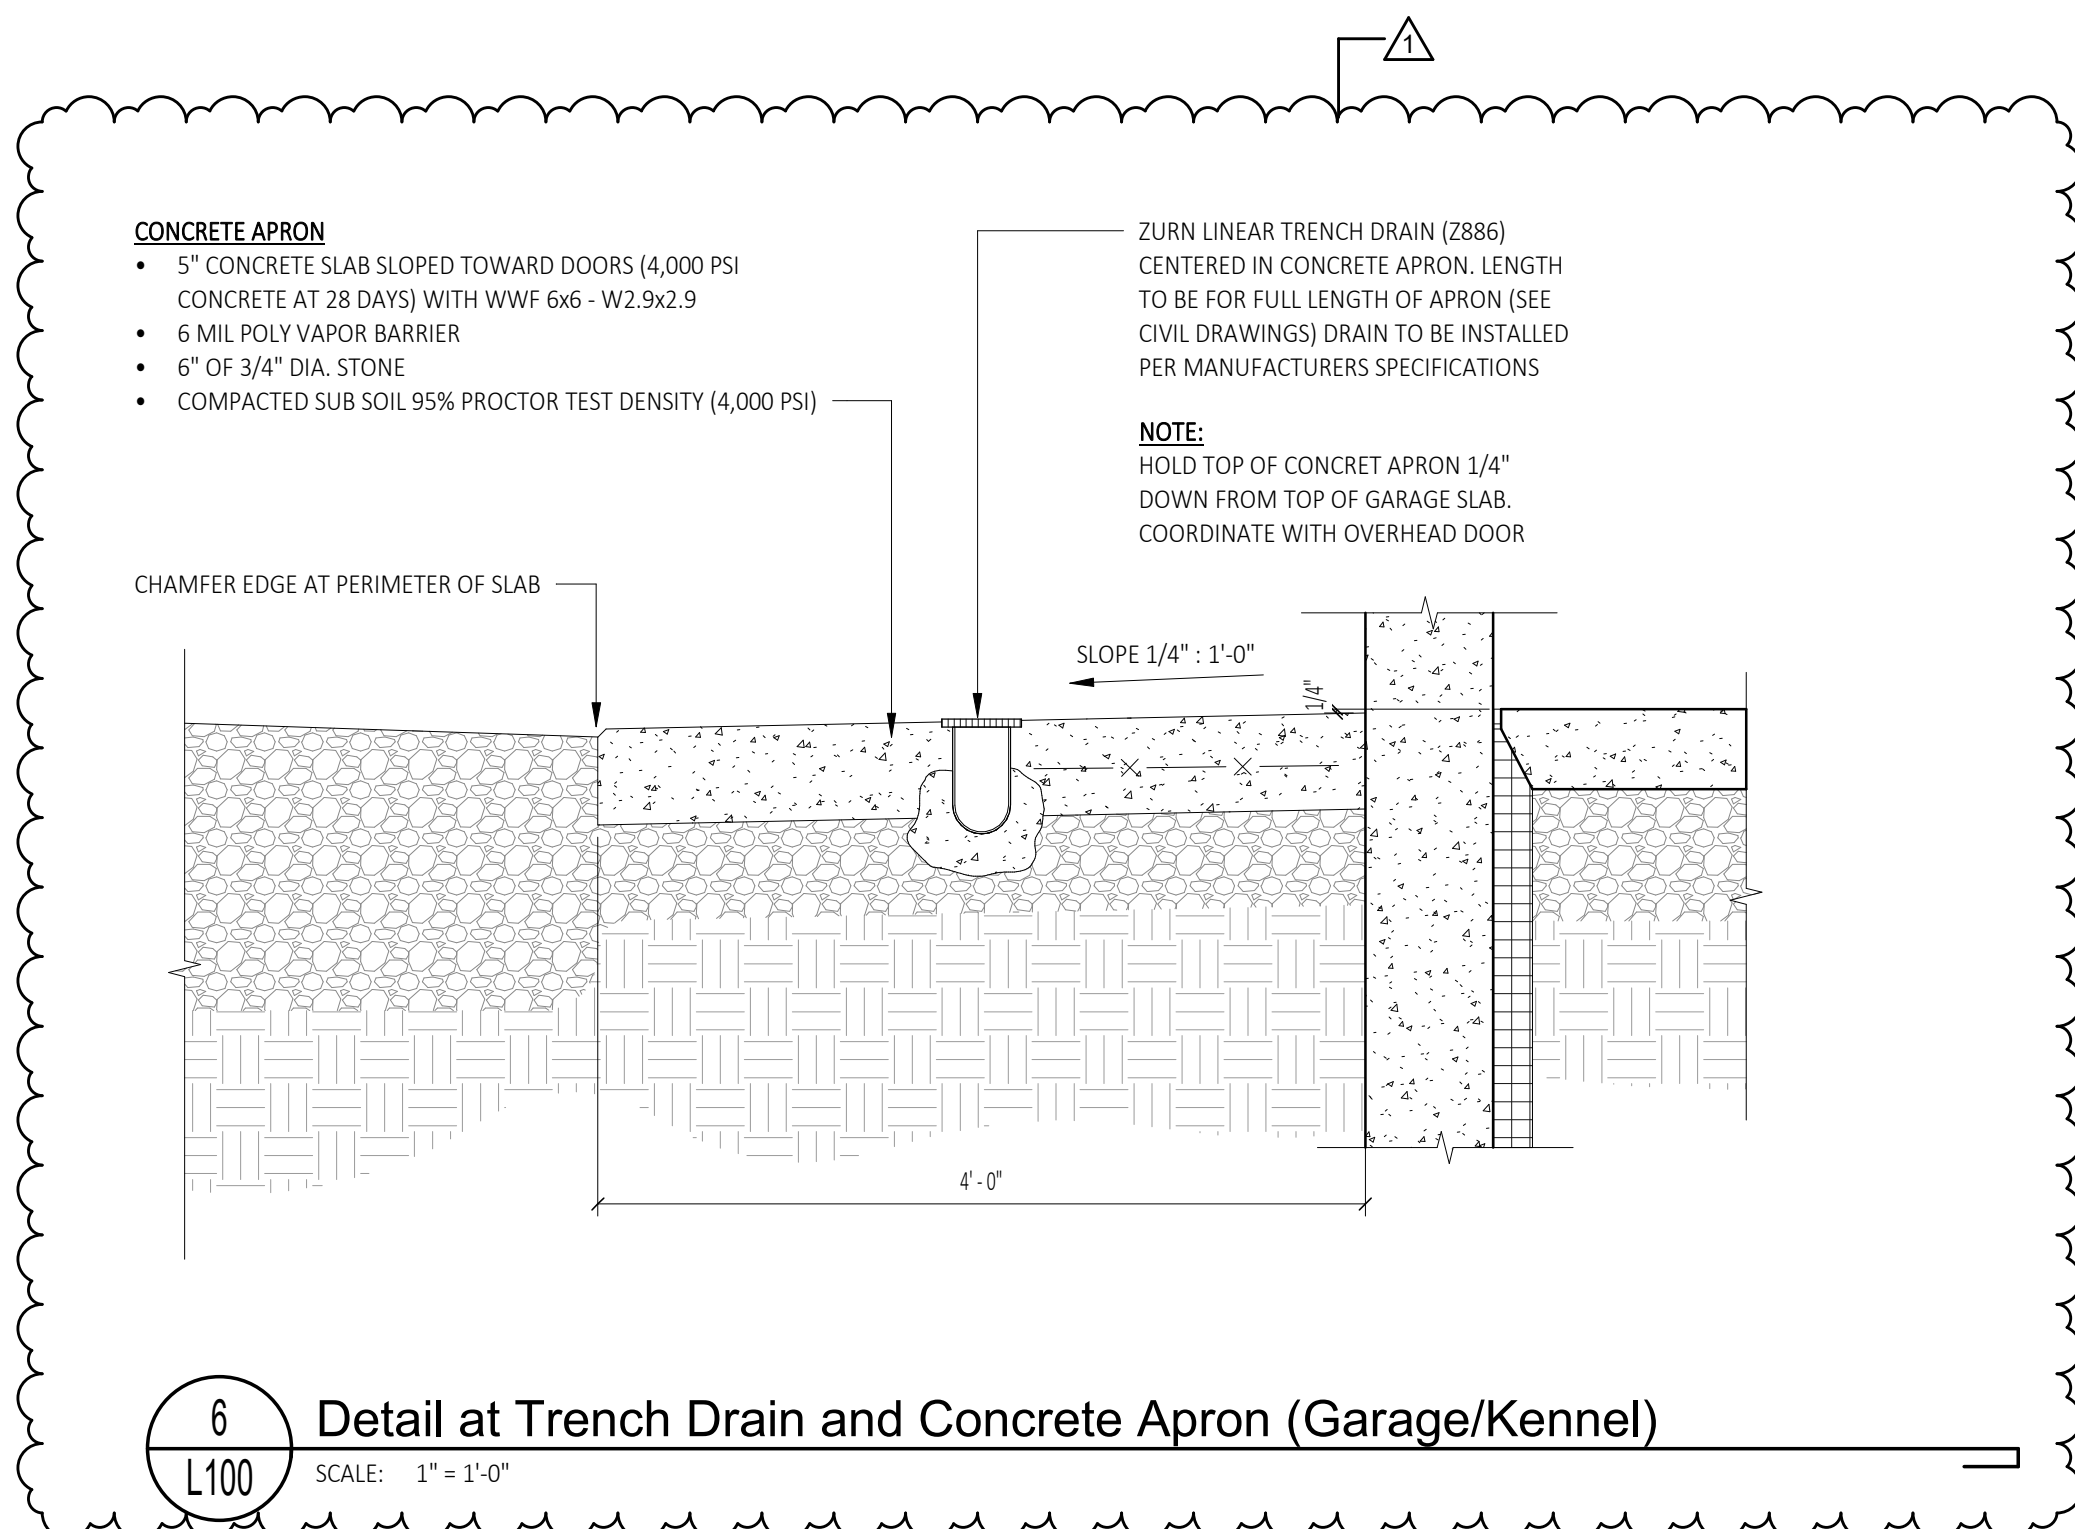 1
CONCRETE APRON
• 5" CONCRETE SLAB SLOPED TOWARD DOORS (4,000 PSI
CONCRETE AT 28 DAYS) WITH WWF 6x6 - W2.9x2.9
• 6 MIL POLY VAPOR BARRIER
• 6" OF 3/4" DIA. STONE
• COMPACTED SUB SOIL 95% PROCTOR TEST DENSITY (4,000 PSI)
ZURN LINEAR TRENCH DRAIN (Z886)
CENTERED IN CONCRETE APRON. LENGTH
TO BE FOR FULL LENGTH OF APRON (SEE
CIVIL DRAWINGS) DRAIN TO BE INSTALLED
PER MANUFACTURERS SPECIFICATIONS
NOTE:
HOLD TOP OF CONCRET APRON 1/4"
DOWN FROM TOP OF GARAGE SLAB.
COORDINATE WITH OVERHEAD DOOR
CHAMFER EDGE AT PERIMETER OF SLAB
SLOPE 1/4" : 1'-0"
1/4"
4' - 0"
6
L100
Detail at Trench Drain and Concrete Apron (Garage/Kennel)
SCALE: 1" = 1'-0"